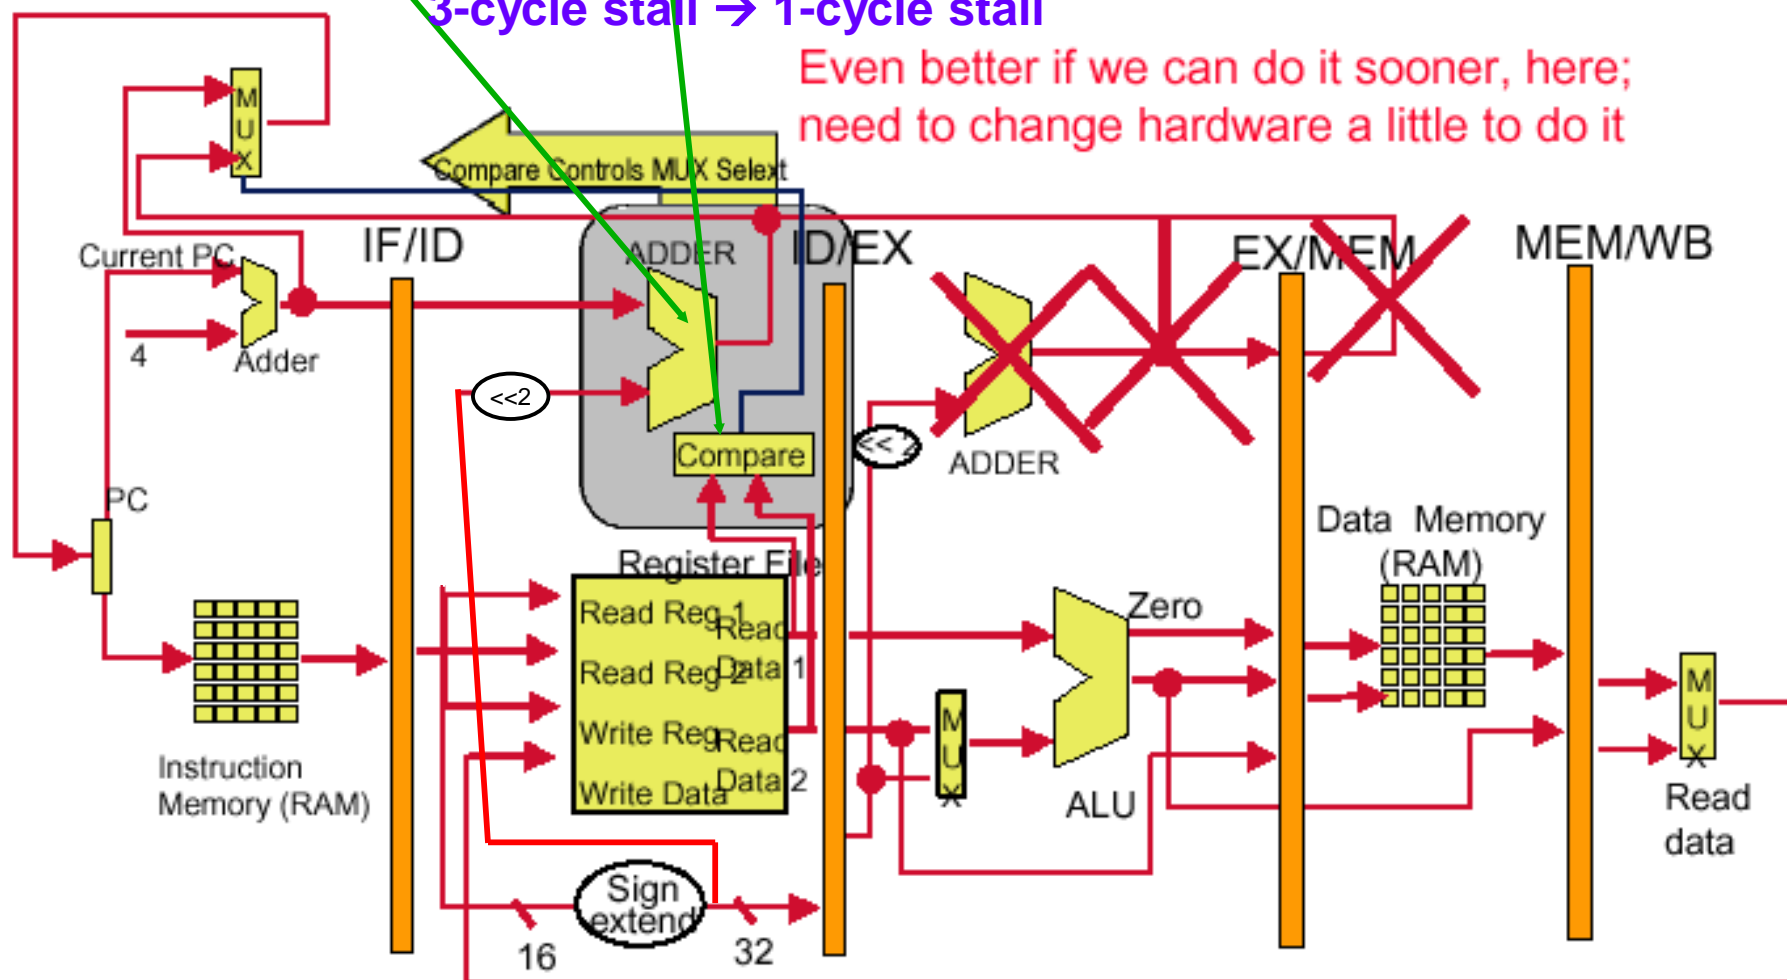 3-cycle stall → 1-cycle stall
Even better if we can do it sooner, here;
need to change hardware a little to do it
M
U
X
Compare Controls MUX Selext
Current PC
IF/ID
ADDER
ID/EX
EX/MEM
MEM/WB
4
Adder
<<2
Compare
<< 2
ADDER
PC
Register File
Data Memory
(RAM)
Zero
Read Reg 1
Read
Data 1
Read Reg 2
Write Reg
Read
Data 2
Write Data
M
U
X
ALU
M
U
X
Read
data
Instruction
Memory (RAM)
Sign
extend
16
32